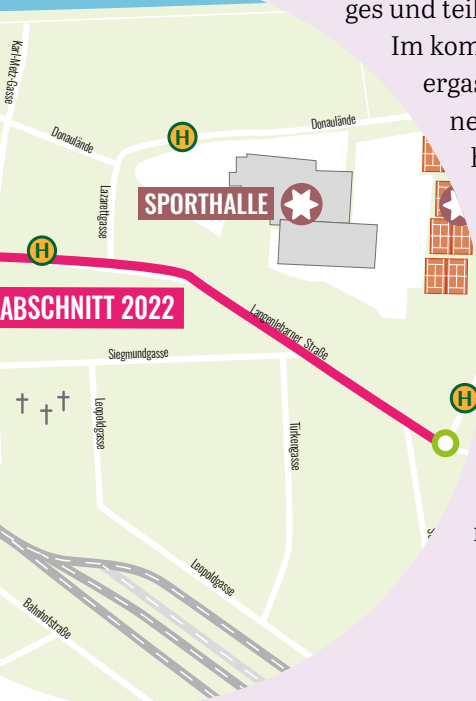 ges und teil
Im kom
ergas
ne
Karl-Metz-Gasse
Donaulände
H
Donaulände
Lazarettgasse
SPORTHALLE
H
ABSCHNITT 2022
Langenlebarner Straße
Siegmundgasse
H
Leopoldgasse
Türkengasse
Leopoldgasse
Bahnhofstraße